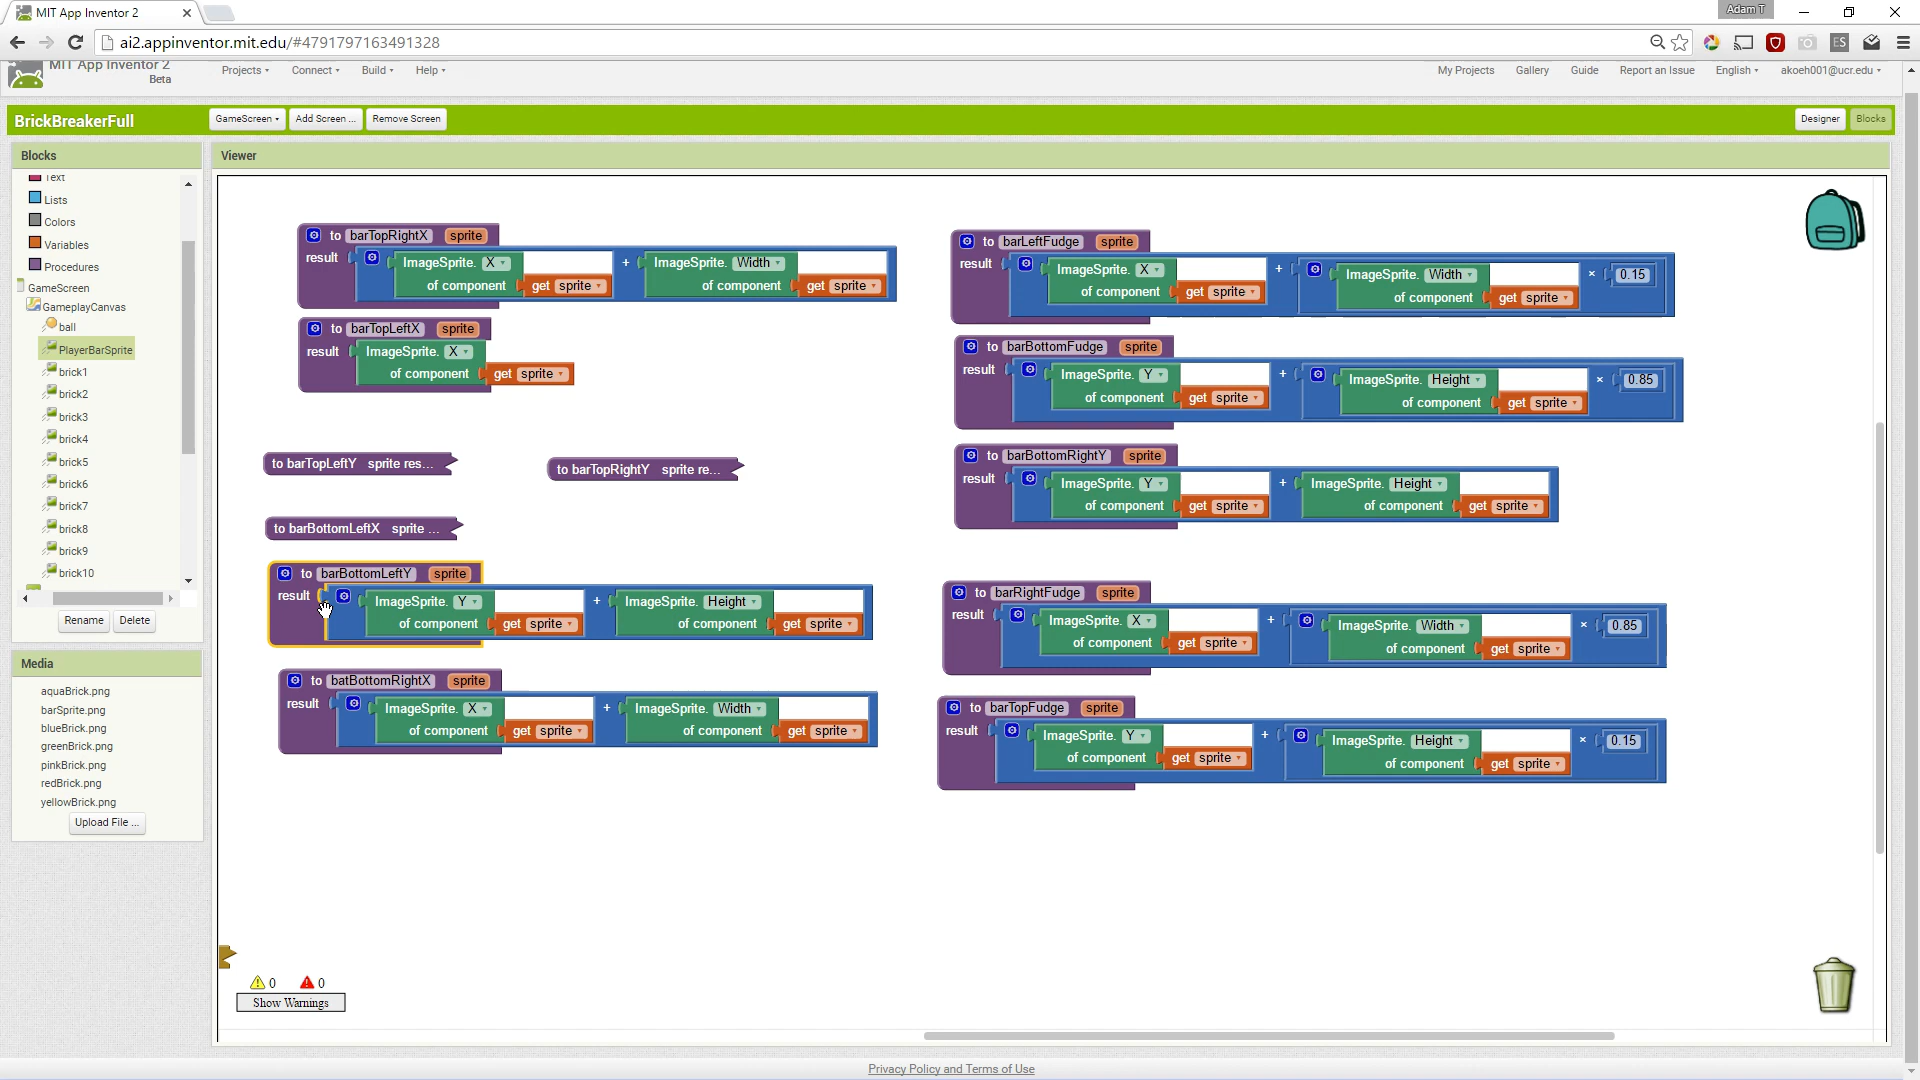 MIT App Inventor 2
Adam T
ai2.appinventor.mit.edu/#4791797163491328
ES
MIT App Inventor 2
Beta
Projects
Connect
Build
Help
My Projects
Gallery
Guide
Report an Issue
English
akoeh001@ucr.edu
BrickBreakerFull
GameScreen
Add Screen ...
Remove Screen
Designer
Blocks
Blocks
Text
Lists
Colors
Variables
Procedures
GameScreen
GameplayCanvas
ball
PlayerBarSprite
brick1
brick2
brick3
brick4
brick5
brick6
brick7
brick8
brick9
brick10
Rename
Delete
Media
aquaBrick.png
barSprite.png
blueBrick.png
greenBrick.png
pinkBrick.png
redBrick.png
yellowBrick.png
Upload File ...
Viewer
to barTopRightX sprite
result ImageSprite. X + ImageSprite. Width
of component get sprite of component get sprite
to barTopLeftX sprite
result ImageSprite. X
of component get sprite
to barTopLeftY sprite res...
to barTopRightY sprite re...
to barBottomLeftX sprite ...
to barBottomLeftY sprite
result ImageSprite. Y + ImageSprite. Height
of component get sprite of component get sprite
to batBottomRightX sprite
result ImageSprite. X + ImageSprite. Width
of component get sprite of component get sprite
to barLeftFudge sprite
result ImageSprite. X + ImageSprite. Width × 0.15
of component get sprite of component get sprite
to barBottomFudge sprite
result ImageSprite. Y + ImageSprite. Height × 0.85
of component get sprite of component get sprite
to barBottomRightY sprite
result ImageSprite. Y + ImageSprite. Height
of component get sprite of component get sprite
to barRightFudge sprite
result ImageSprite. X + ImageSprite. Width × 0.85
of component get sprite of component get sprite
to barTopFudge sprite
result ImageSprite. Y + ImageSprite. Height × 0.15
of component get sprite of component get sprite
0 0
Show Warnings
Privacy Policy and Terms of Use